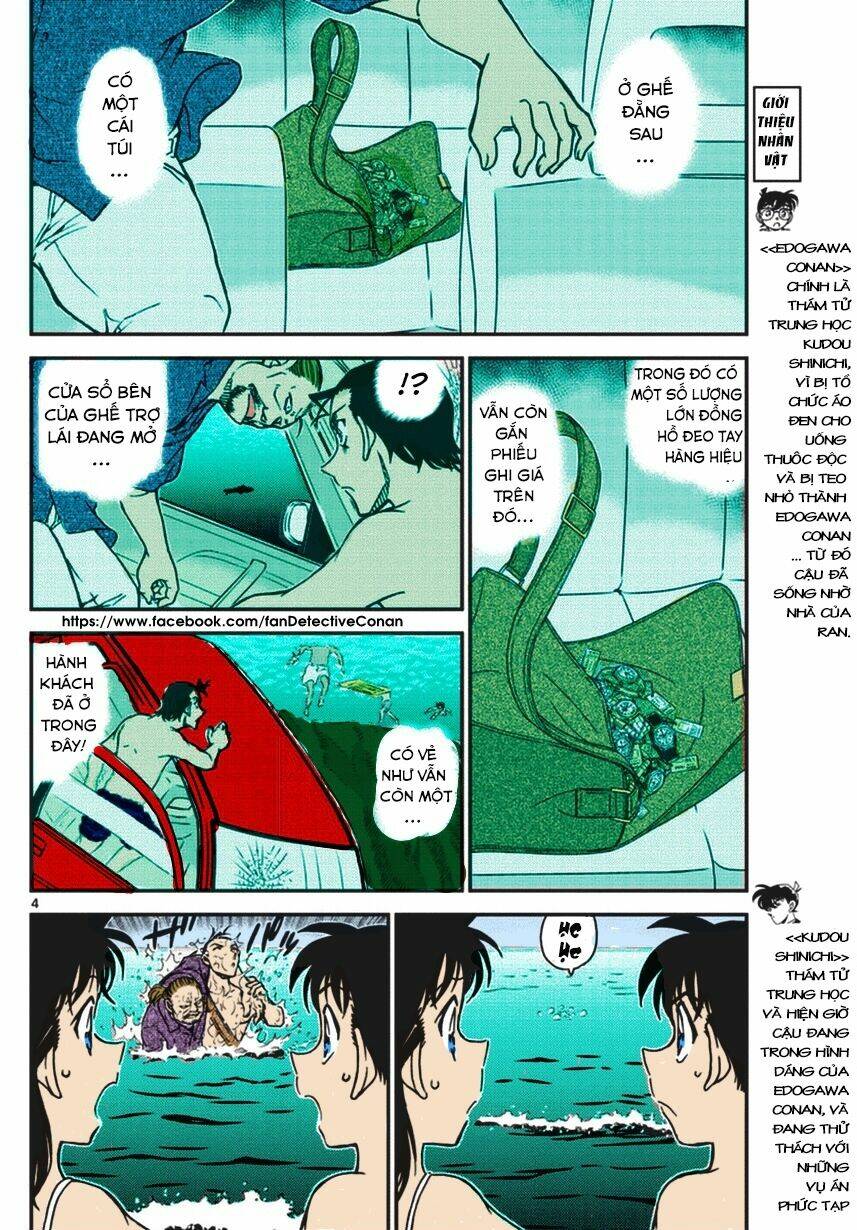 Ở GHẾ
ĐẰNG
SAU
...
CÓ
MỘT
CÁI
TÚI
...
TRONG ĐÓ CÓ
MỘT SỐ LƯỢNG
LỚN ĐỒNG
HỒ ĐEO TAY
HÀNG HIỆU ...
VẪN CÒN
GẮN
PHIẾU
GHI GIÁ
TRÊN
ĐÓ...
!?
CỬA SỔ BÊN
CỦA GHẾ TRỢ
LÁI ĐANG MỞ
...
https://www.facebook.com/fanDetectiveConan
CÓ VẺ
NHƯ VẪN
CÒN MỘT ...
HÀNH
KHÁCH
ĐÃ Ở
TRONG
ĐÂY!
4
HẸ
HẸ
GIỚI
THIỆU
NHÂN
VẬT
<<EDOGAWA
CONAN>>
CHÍNH LÀ
THÁM TỬ
TRUNG HỌC
KUDOU
SHINICHI,
VÌ BỊ TỔ
CHỨC ÁO
ĐEN CHO
UỐNG
THUỐC ĐỘC
VÀ BỊ TEO
NHỎ THÀNH
EDOGAWA
CONAN
... TỪ ĐÓ
CẬU ĐÃ
SỐNG NHỜ
NHÀ CỦA
RAN.
<<KUDOU
SHINICHI>>
THÁM TỬ
TRUNG HỌC
VÀ HIỆN GIỜ
CẬU ĐANG
TRONG HÌNH
DÁNG CỦA
EDOGAWA
CONAN, VÀ
ĐANG THỬ
THÁCH VỚI
NHỮNG
VỤ ÁN
PHỨC TẠP